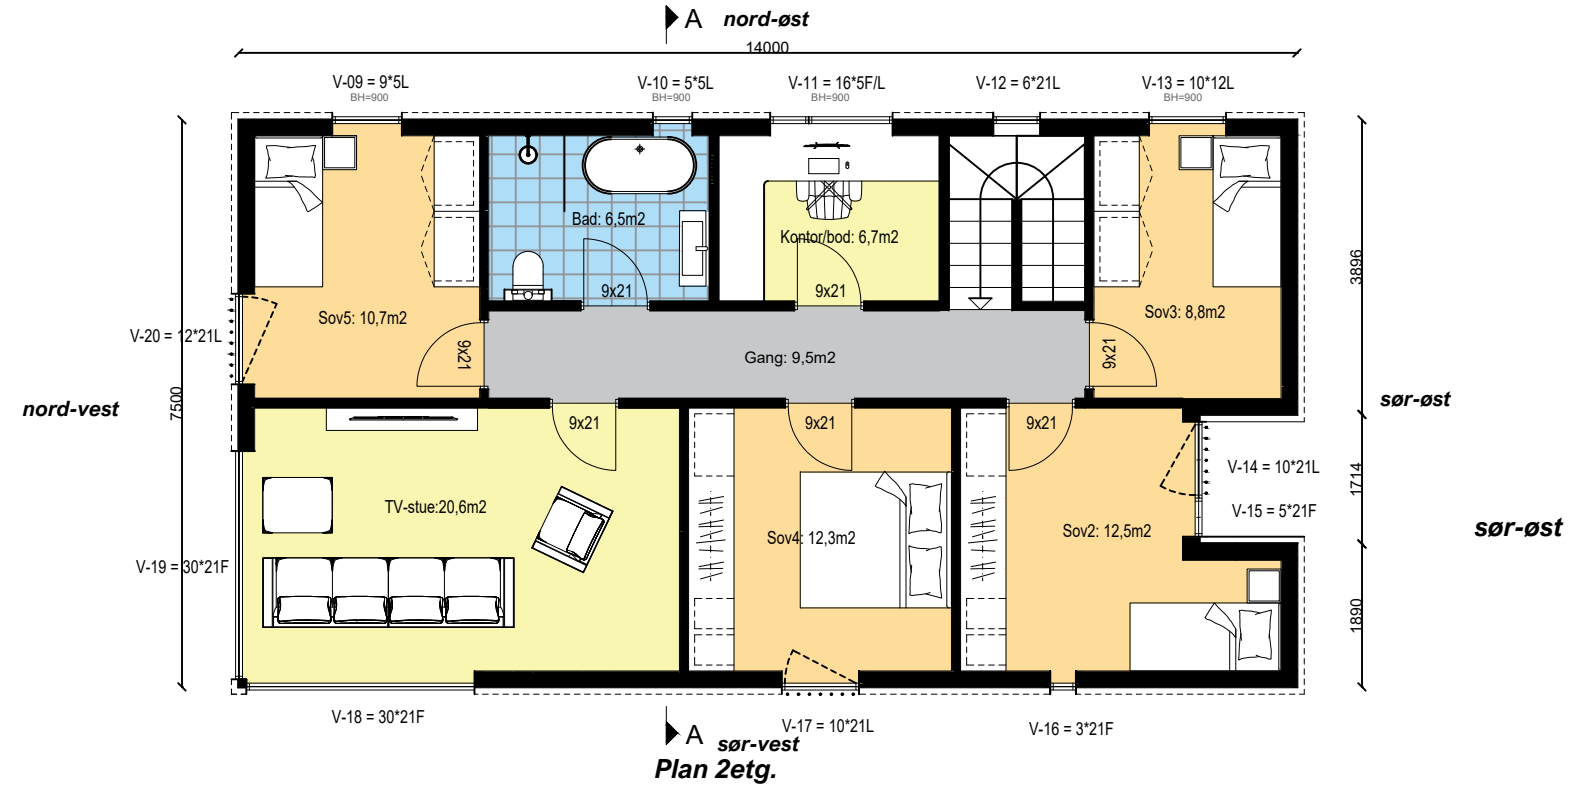 A nord-øst
14000
V-09 = 9*5L
BH=900
V-10 = 5*5L
BH=900
V-11 = 16*5F/L
BH=900
V-12 = 6*21L
V-13 = 10*12L
BH=900
Bad: 6,5m2
Kontor/bod: 6,7m2
3896
9x21
9x21
Sov5: 10,7m2
Sov3: 8,8m2
V-20 = 12*21L
9x21
Gang: 9,5m2
9x21
nord-vest
7500
sør-øst
9x21
9x21
9x21
V-14 = 10*21L
1714
TV-stue:20,6m2
V-15 = 5*21F
Sov4: 12,3m2
Sov2: 12,5m2
sør-øst
V-19 = 30*21F
1890
V-18 = 30*21F
V-17 = 10*21L
V-16 = 3*21F
A sør-vest
Plan 2etg.